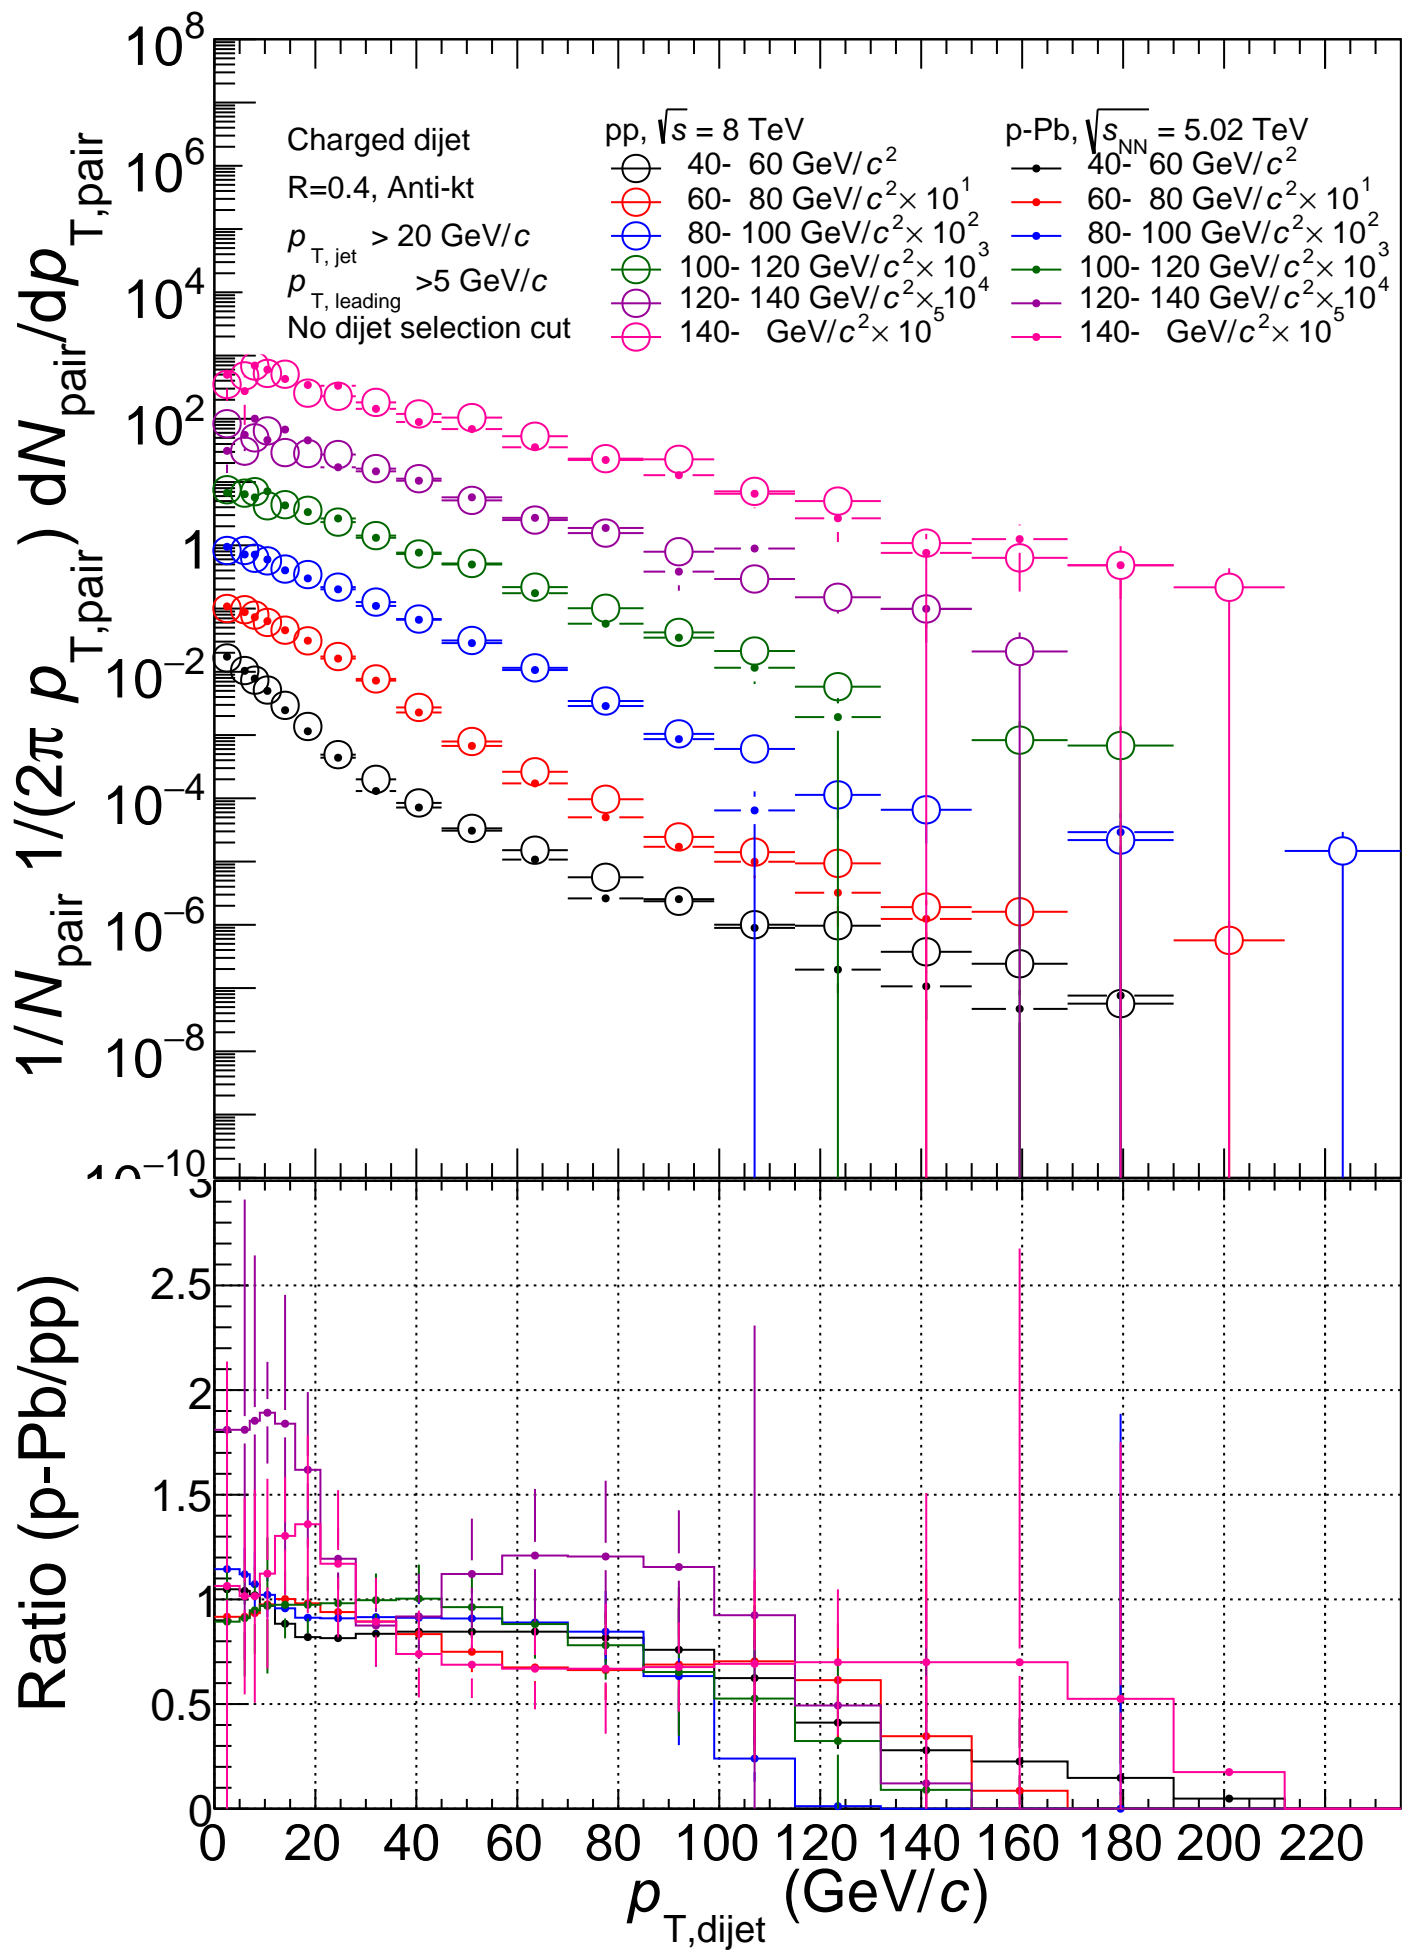 10^8
10^6
10^4
10^2
1
10^−2
10^−4
10^−6
10^−8
10^−10
1/N_pair 1/(2π p_T,pair) dN_pair/dp_T,pair
Charged dijet
R=0.4, Anti-kt
p_T, jet > 20 GeV/c
p_T, leading >5 GeV/c
No dijet selection cut
pp, √s = 8 TeV
40- 60 GeV/c^2
60- 80 GeV/c^2 × 10^1
80- 100 GeV/c^2 × 10^2
100- 120 GeV/c^2 × 10^3
120- 140 GeV/c^2 × 10^4
140- GeV/c^2 × 10^5
p-Pb, √s_NN = 5.02 TeV
40- 60 GeV/c^2
60- 80 GeV/c^2 × 10^1
80- 100 GeV/c^2 × 10^2
100- 120 GeV/c^2 × 10^3
120- 140 GeV/c^2 × 10^4
140- GeV/c^2 × 10^5
3
2.5
2
1.5
1
0.5
0
Ratio (p-Pb/pp)
0 20 40 60 80 100 120 140 160 180 200 220
p_T,dijet (GeV/c)